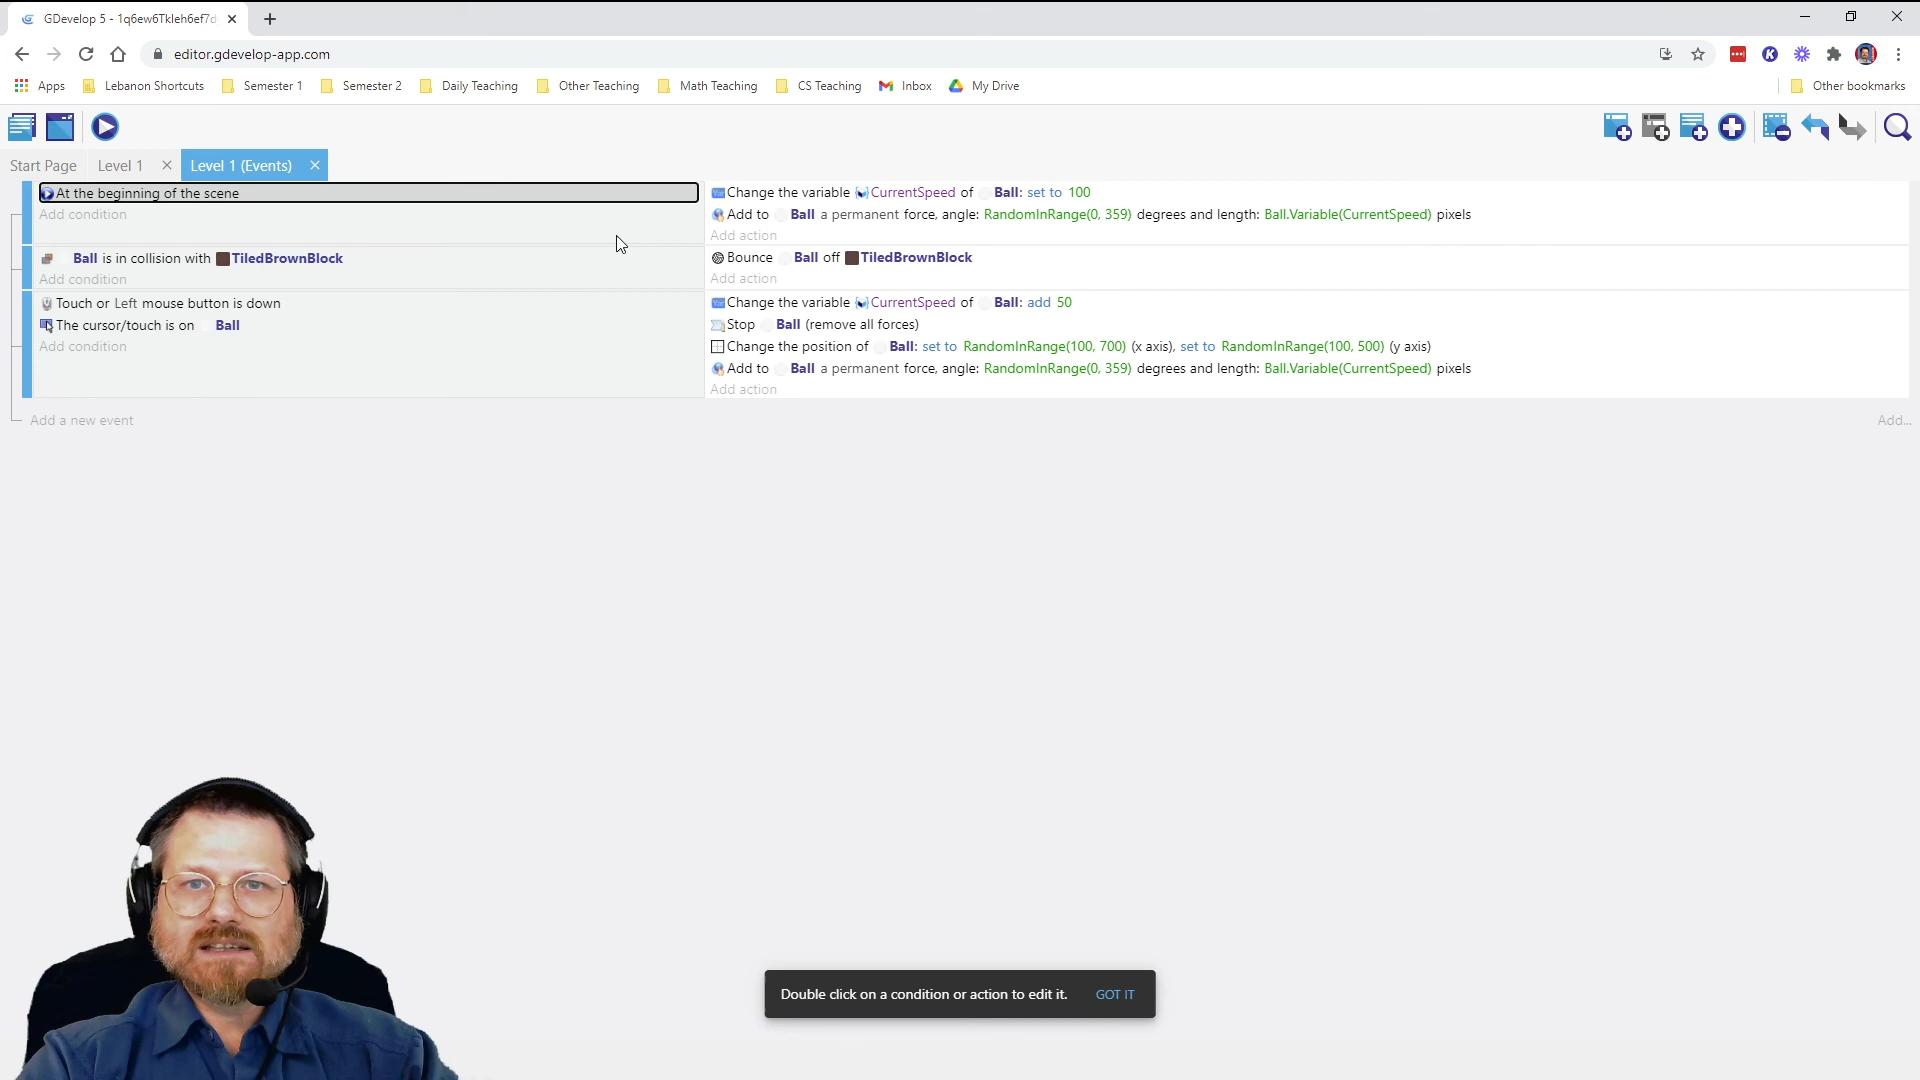 GDevelop 5 - 1q6ew6Tkleh6ef7d
editor.gdevelop-app.com
Apps Lebanon Shortcuts Semester 1 Semester 2 Daily Teaching Other Teaching Math Teaching CS Teaching Inbox My Drive Other bookmarks
Start Page Level 1 Level 1 (Events)
At the beginning of the scene
Add condition
Change the variable CurrentSpeed of Ball: set to 100
Add to Ball a permanent force, angle: RandomInRange(0, 359) degrees and length: Ball.Variable(CurrentSpeed) pixels
Add action
Ball is in collision with TiledBrownBlock
Add condition
Bounce Ball off TiledBrownBlock
Add action
Touch or Left mouse button is down
The cursor/touch is on Ball
Add condition
Change the variable CurrentSpeed of Ball: add 50
Stop Ball (remove all forces)
Change the position of Ball: set to RandomInRange(100, 700) (x axis), set to RandomInRange(100, 500) (y axis)
Add to Ball a permanent force, angle: RandomInRange(0, 359) degrees and length: Ball.Variable(CurrentSpeed) pixels
Add action
Add a new event Add...
Double click on a condition or action to edit it. GOT IT